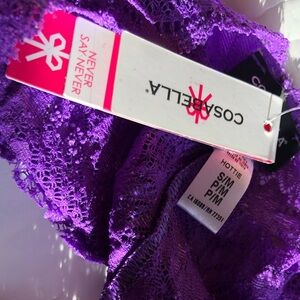 NEVER
SAY NEVER
COSABELLA
HOTTIE
S/M
P/M
P/M